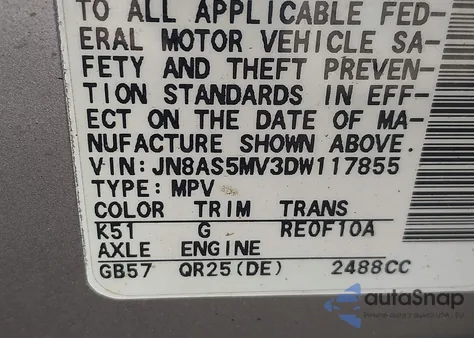 TO ALL APPLICABLE FED-
ERAL MOTOR VEHICLE SA-
FETY AND THEFT PREVEN-
TION STANDARDS IN EFF-
ECT ON THE DATE OF MA-
NUFACTURE SHOWN ABOVE.
VIN:JN8AS5MV3DW117855
TYPE:MPV
COLOR TRIM TRANS
K51 G RE0F10A
AXLE ENGINE
GB57 QR25(DE) 2488CC
autoSnap